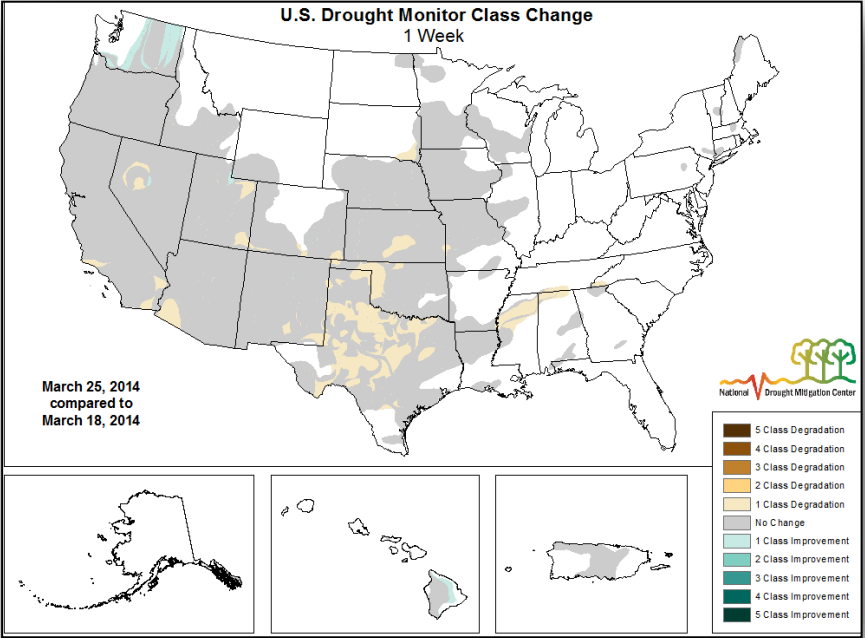 U.S. Drought Monitor Class Change
1 Week
March 25, 2014
compared to
March 18, 2014
National Drought Mitigation Center
5 Class Degradation
4 Class Degradation
3 Class Degradation
2 Class Degradation
1 Class Degradation
No Change
1 Class Improvement
2 Class Improvement
3 Class Improvement
4 Class Improvement
5 Class Improvement